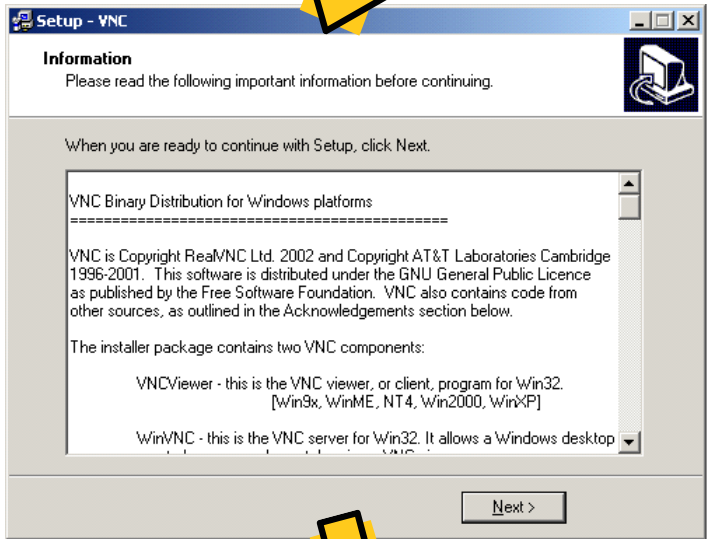 Setup - VNC
Information
Please read the following important information before continuing.
When you are ready to continue with Setup, click Next.
VNC Binary Distribution for Windows platforms
=============================================
VNC is Copyright RealVNC Ltd. 2002 and Copyright AT&T Laboratories Cambridge
1996-2001.  This software is distributed under the GNU General Public Licence
as published by the Free Software Foundation.  VNC also contains code from
other sources, as outlined in the Acknowledgements section below.
The installer package contains two VNC components:
VNCViewer - this is the VNC viewer, or client, program for Win32.
[Win9x, WinME, NT4, Win2000, WinXP]
WinVNC - this is the VNC server for Win32. It allows a Windows desktop
Next >